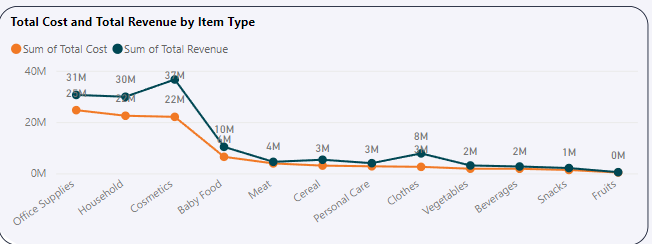 Total Cost and Total Revenue by Item Type
Sum of Total Cost Sum of Total Revenue
40M
31M 30M 37M
22M
20M
10M
8M
4M 3M 3M 2M 2M 1M 0M
0M
Office Supplies Household Cosmetics Baby Food Meat Cereal Personal Care Clothes Vegetables Beverages Snacks Fruits